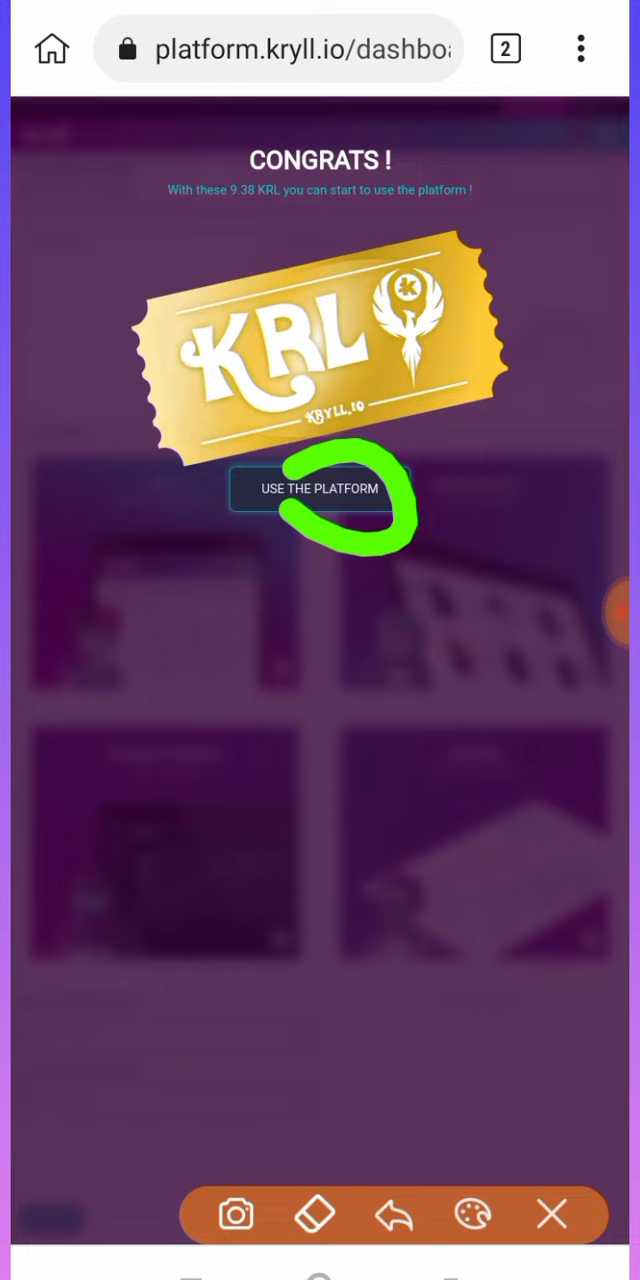 platform.kryll.io/dashboa
2
CONGRATS !
With these 9.38 KRL you can start to use the platform !
KRL
KRYLL.IO
USE THE PLATFORM